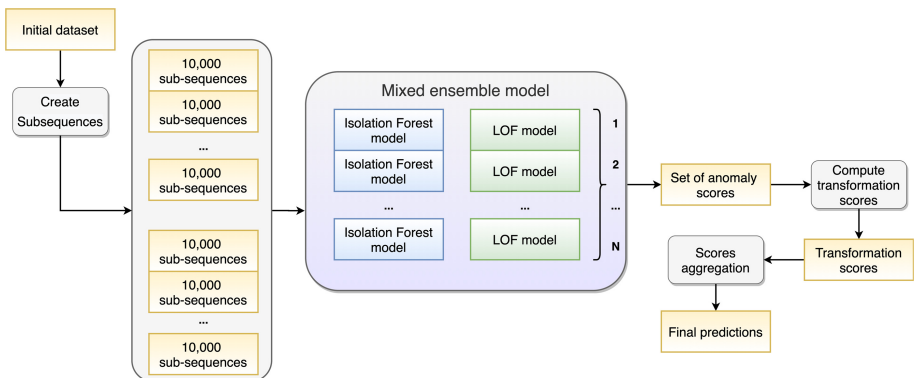 Initial dataset
Create
Subsequences
10,000
sub-sequences
10,000
sub-sequences
...
10,000
sub-sequences
10,000
sub-sequences
10,000
sub-sequences
...
10,000
sub-sequences
Mixed ensemble model
Isolation Forest
model
LOF model
1
Isolation Forest
model
LOF model
2
...
...
...
Isolation Forest
model
LOF model
N
Set of anomaly
scores
Compute
transformation
scores
Transformation
scores
Scores
aggregation
Final predictions